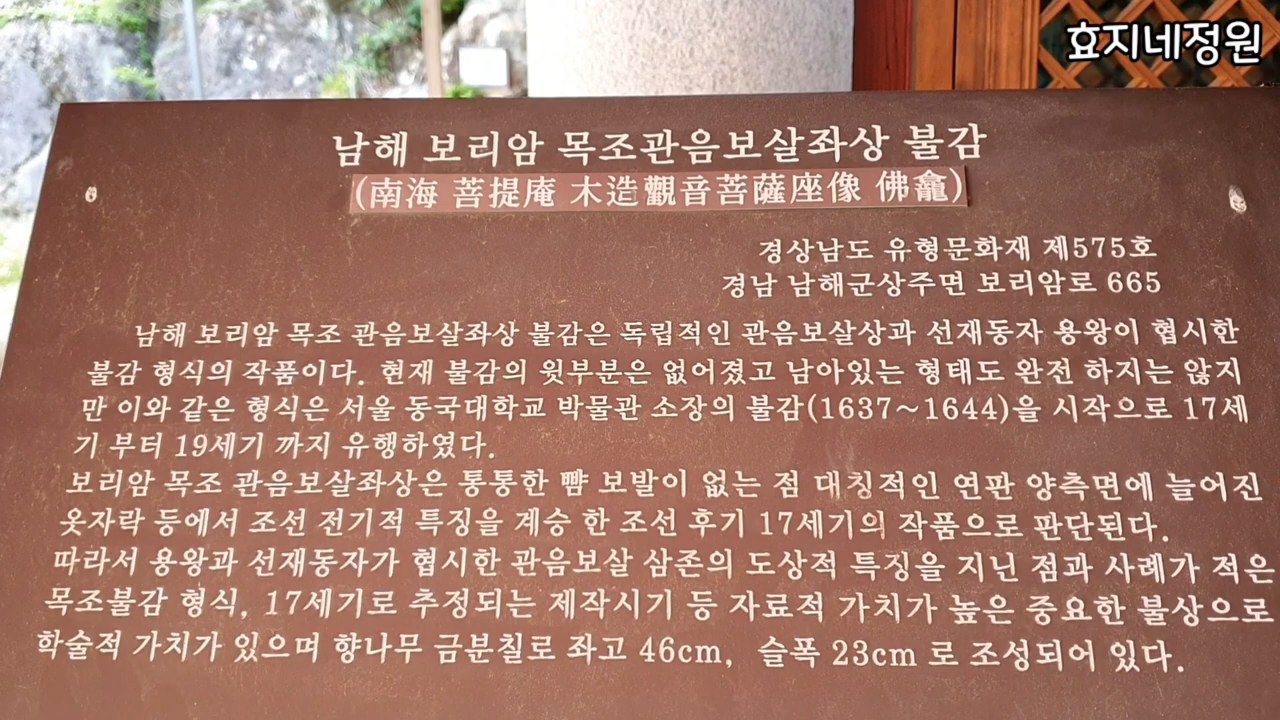 효지네정원
남해 보리암 목조관음보살좌상 불감
(南海 菩提庵 木造觀音菩薩座像 佛龕)
경상남도 유형문화재 제575호
경남 남해군상주면 보리암로 665
남해 보리암 목조 관음보살좌상 불감은 독립적인 관음보살상과 선재동자 용왕이 협시한
불감 형식의 작품이다. 현재 불감의 윗부분은 없어졌고 남아있는 형태도 완전 하지는 않지
만 이와 같은 형식은 서울 동국대학교 박물관 소장의 불감(1637~1644)을 시작으로 17세
기 부터 19세기 까지 유행하였다.
보리암 목조 관음보살좌상은 통통한 뺨 보발이 없는 점 대칭적인 연판 양측면에 늘어진
옷자락 등에서 조선 전기적 특징을 계승 한 조선 후기 17세기의 작품으로 판단된다.
따라서 용왕과 선재동자가 협시한 관음보살 삼존의 도상적 특징을 지닌 점과 사례가 적은
목조불감 형식, 17세기로 추정되는 제작시기 등 자료적 가치가 높은 중요한 불상으로
학술적 가치가 있으며 향나무 금분칠로 좌고 46cm, 슬폭 23cm 로 조성되어 있다.